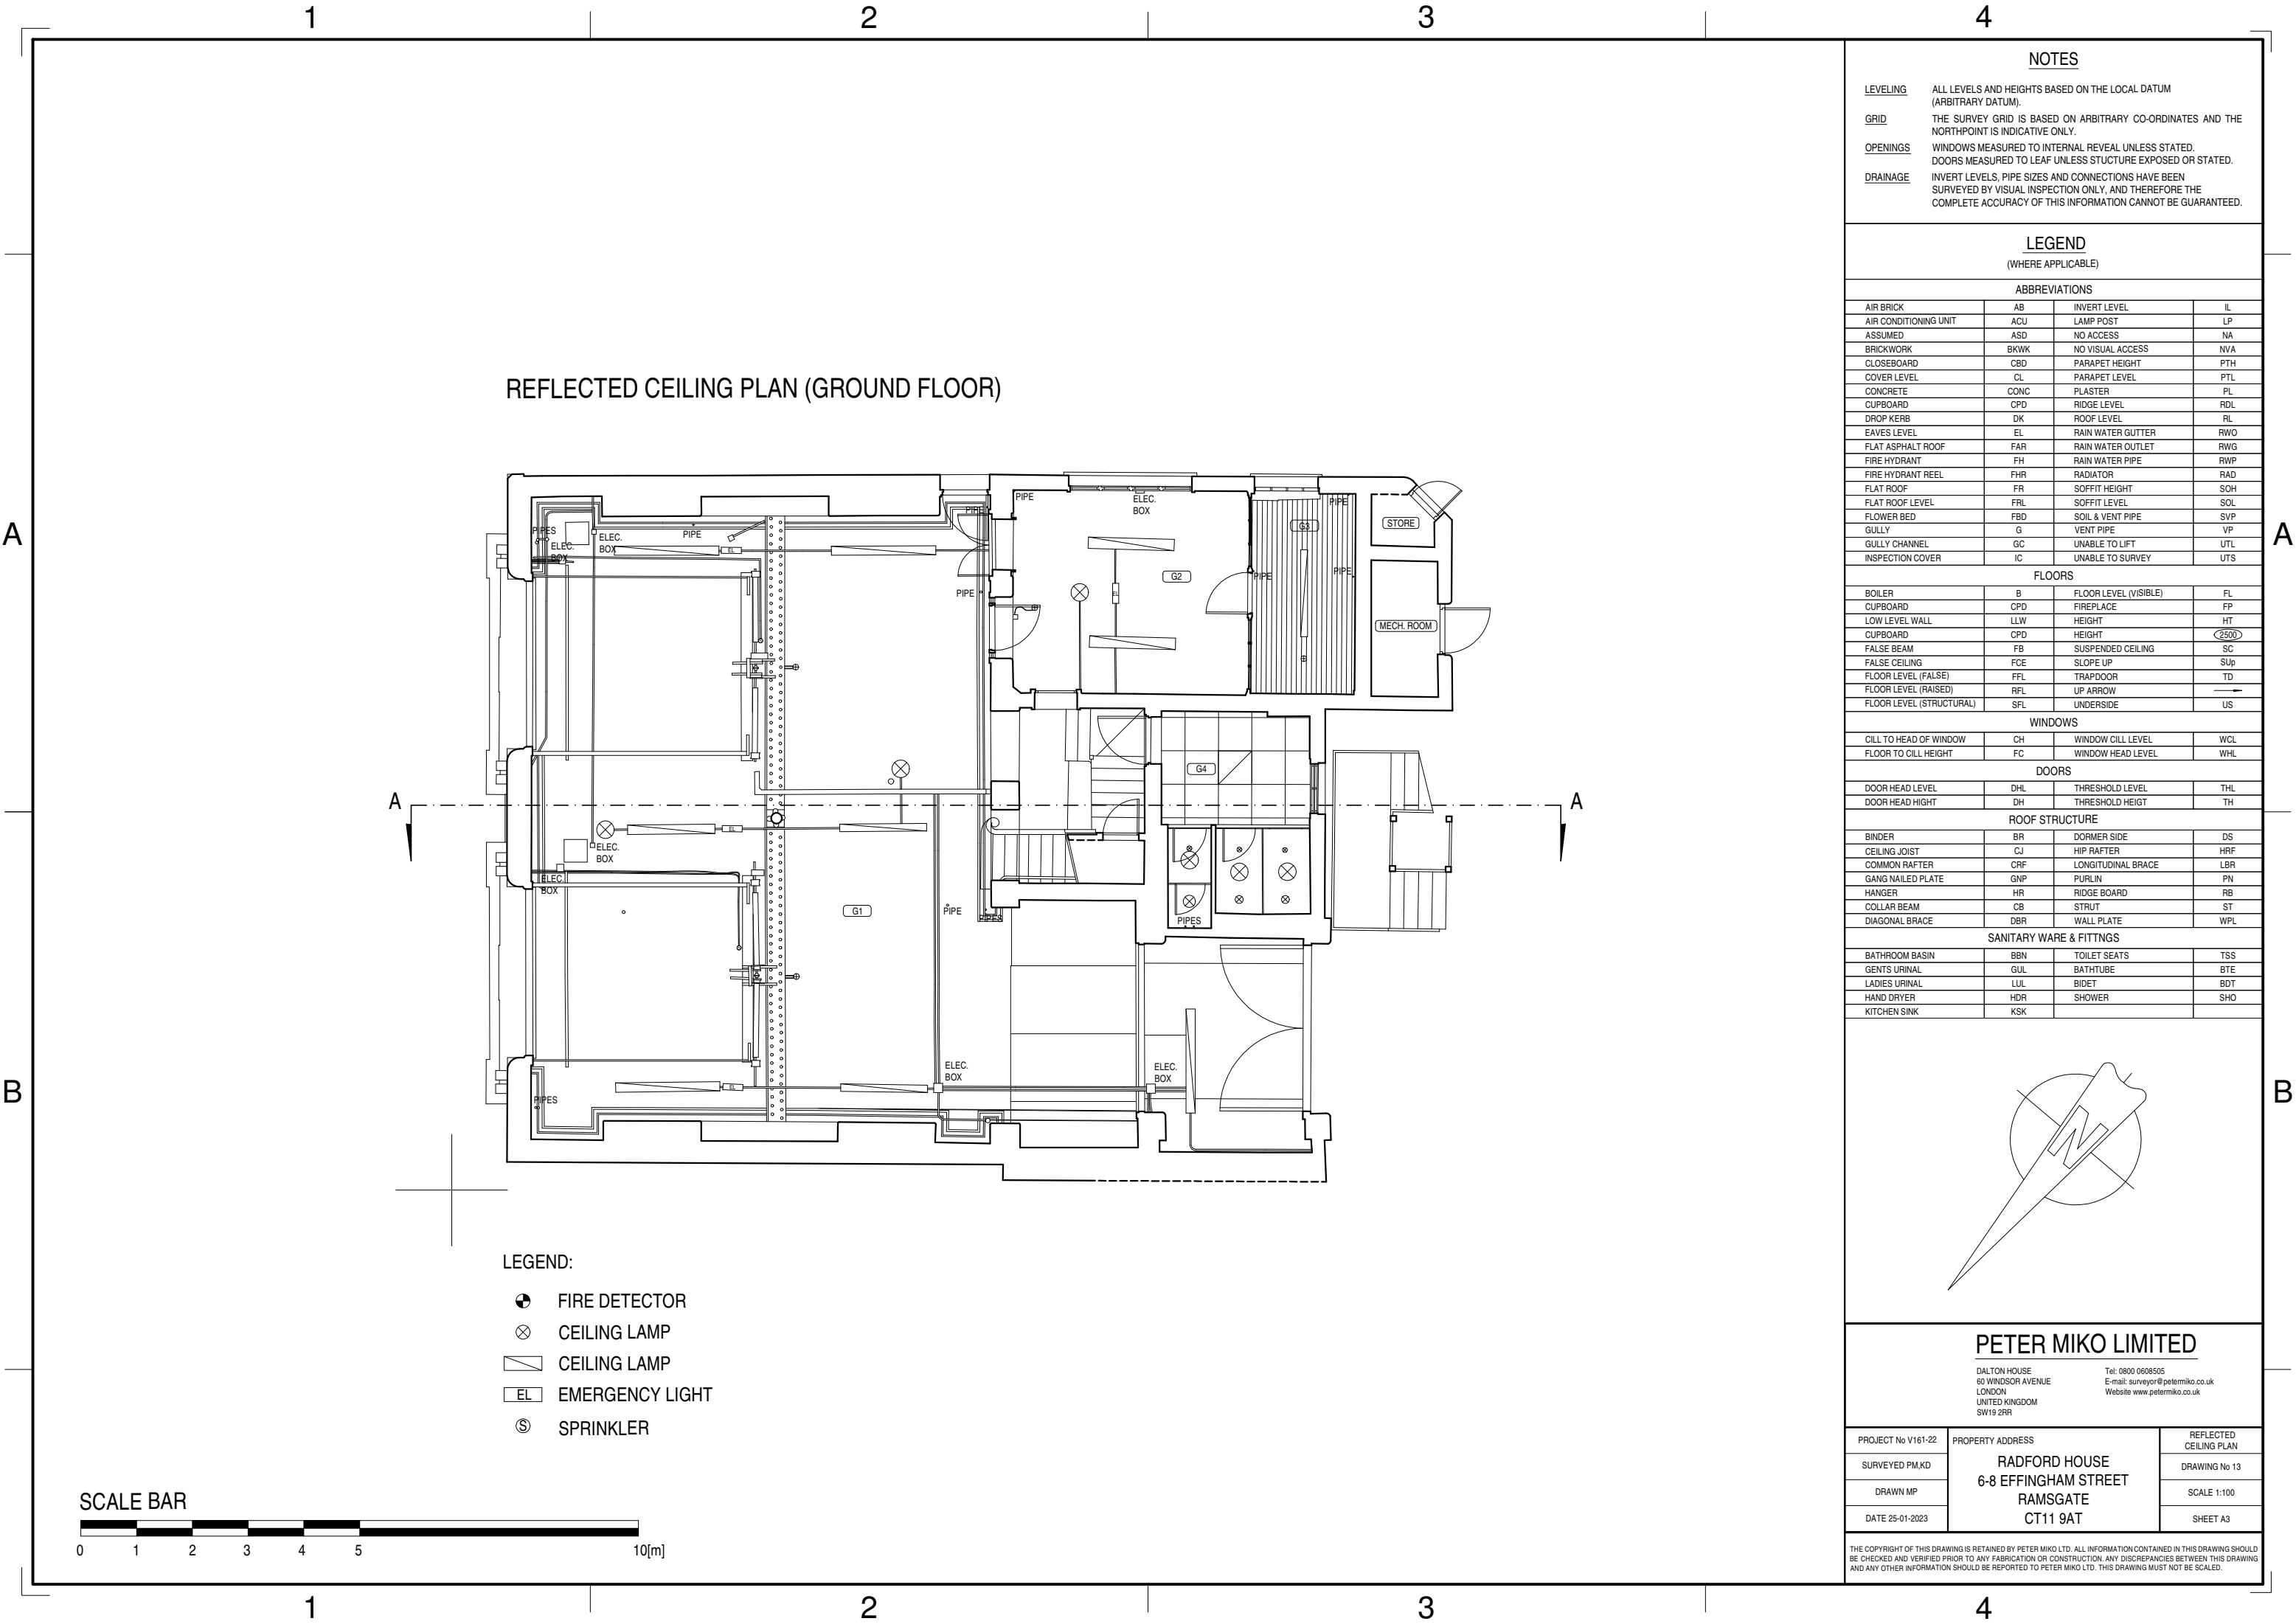 1 2 3 4
A
B
A
B
REFLECTED CEILING PLAN (GROUND FLOOR)
PIPE
ELEC.
BOX
PIPE
PIPE
G3
STORE
PIPES
ELEC.
BOX
ELEC.
BOX
PIPE
EL
G2
PIPE
PIPE
PIPE
EL
MECH. ROOM
G4
A
A
EL
ELEC.
BOX
ELEC.
BOX
G1
PIPE
PIPES
PIPES
ELEC.
BOX
ELEC.
BOX
EL
PIPES
LEGEND:
FIRE DETECTOR
CEILING LAMP
CEILING LAMP
EL EMERGENCY LIGHT
S SPRINKLER
SCALE BAR
0 1 2 3 4 5 10[m]
NOTES
LEVELING ALL LEVELS AND HEIGHTS BASED ON THE LOCAL DATUM
(ARBITRARY DATUM).
GRID THE SURVEY GRID IS BASED ON ARBITRARY CO-ORDINATES AND THE
NORTHPOINT IS INDICATIVE ONLY.
OPENINGS WINDOWS MEASURED TO INTERNAL REVEAL UNLESS STATED.
DOORS MEASURED TO LEAF UNLESS STUCTURE EXPOSED OR STATED.
DRAINAGE INVERT LEVELS, PIPE SIZES AND CONNECTIONS HAVE BEEN
SURVEYED BY VISUAL INSPECTION ONLY, AND THEREFORE THE
COMPLETE ACCURACY OF THIS INFORMATION CANNOT BE GUARANTEED.
LEGEND
(WHERE APPLICABLE)
ABBREVIATIONS
AIR BRICK AB INVERT LEVEL IL
AIR CONDITIONING UNIT ACU LAMP POST LP
ASSUMED ASD NO ACCESS NA
BRICKWORK BKWK NO VISUAL ACCESS NVA
CLOSEBOARD CBD PARAPET HEIGHT PTH
COVER LEVEL CL PARAPET LEVEL PTL
CONCRETE CONC PLASTER PL
CUPBOARD CPD RIDGE LEVEL RDL
DROP KERB DK ROOF LEVEL RL
EAVES LEVEL EL RAIN WATER GUTTER RWO
FLAT ASPHALT ROOF FAR RAIN WATER OUTLET RWG
FIRE HYDRANT FH RAIN WATER PIPE RWP
FIRE HYDRANT REEL FHR RADIATOR RAD
FLAT ROOF FR SOFFIT HEIGHT SOH
FLAT ROOF LEVEL FRL SOFFIT LEVEL SOL
FLOWER BED FBD SOIL & VENT PIPE SVP
GULLY G VENT PIPE VP
GULLY CHANNEL GC UNABLE TO LIFT UTL
INSPECTION COVER IC UNABLE TO SURVEY UTS
FLOORS
BOILER B FLOOR LEVEL (VISIBLE) FL
CUPBOARD CPD FIREPLACE FP
LOW LEVEL WALL LLW HEIGHT HT
CUPBOARD CPD HEIGHT 2500
FALSE BEAM FB SUSPENDED CEILING SC
FALSE CEILING FCE SLOPE UP SUp
FLOOR LEVEL (FALSE) FFL TRAPDOOR TD
FLOOR LEVEL (RAISED) RFL UP ARROW
FLOOR LEVEL (STRUCTURAL) SFL UNDERSIDE US
WINDOWS
CILL TO HEAD OF WINDOW CH WINDOW CILL LEVEL WCL
FLOOR TO CILL HEIGHT FC WINDOW HEAD LEVEL WHL
DOORS
DOOR HEAD LEVEL DHL THRESHOLD LEVEL THL
DOOR HEAD HIGHT DH THRESHOLD HEIGT TH
ROOF STRUCTURE
BINDER BR DORMER SIDE DS
CEILING JOIST CJ HIP RAFTER HRF
COMMON RAFTER CRF LONGITUDINAL BRACE LBR
GANG NAILED PLATE GNP PURLIN PN
HANGER HR RIDGE BOARD RB
COLLAR BEAM CB STRUT ST
DIAGONAL BRACE DBR WALL PLATE WPL
SANITARY WARE & FITTNGS
BATHROOM BASIN BBN TOILET SEATS TSS
GENTS URINAL GUL BATHTUBE BTE
LADIES URINAL LUL BIDET BDT
HAND DRYER HDR SHOWER SHO
KITCHEN SINK KSK
N
PETER MIKO LIMITED
DALTON HOUSE Tel: 0800 0608505
60 WINDSOR AVENUE E-mail: surveyor@petermiko.co.uk
LONDON Website www.petermiko.co.uk
UNITED KINGDOM
SW19 2RR
PROJECT No V161-22
SURVEYED PM,KD
DRAWN MP
DATE 25-01-2023
PROPERTY ADDRESS
RADFORD HOUSE
6-8 EFFINGHAM STREET
RAMSGATE
CT11 9AT
REFLECTED
CEILING PLAN
DRAWING No 13
SCALE 1:100
SHEET A3
THE COPYRIGHT OF THIS DRAWING IS RETAINED BY PETER MIKO LTD. ALL INFORMATION CONTAINED IN THIS DRAWING SHOULD
BE CHECKED AND VERIFIED PRIOR TO ANY FABRICATION OR CONSTRUCTION. ANY DISCREPANCIES BETWEEN THIS DRAWING
AND ANY OTHER INFORMATION SHOULD BE REPORTED TO PETER MIKO LTD. THIS DRAWING MUST NOT BE SCALED.
A
B
1 2 3 4